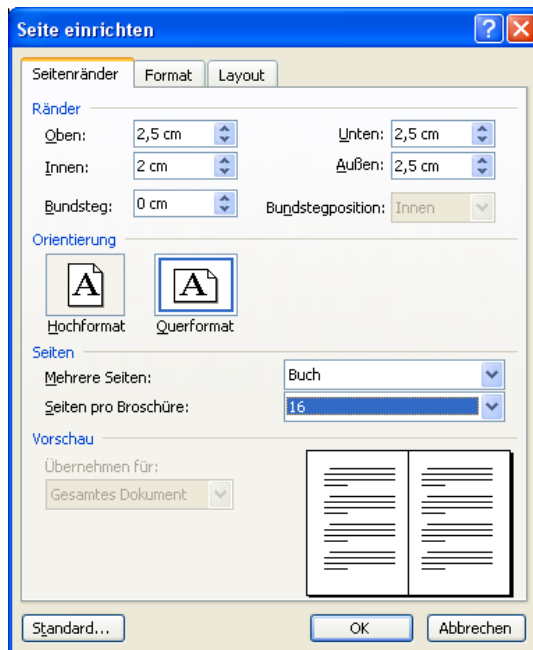 Seite einrichten
Seitenränder Format Layout
Ränder
Oben: 2,5 cm Unten: 2,5 cm
Innen: 2 cm Außen: 2,5 cm
Bundsteg: 0 cm Bundstegposition: Innen
Orientierung
A A
Hochformat Querformat
Seiten
Mehrere Seiten: Buch
Seiten pro Broschüre: 16
Vorschau
Übernehmen für:
Gesamtes Dokument
Standard... OK Abbrechen